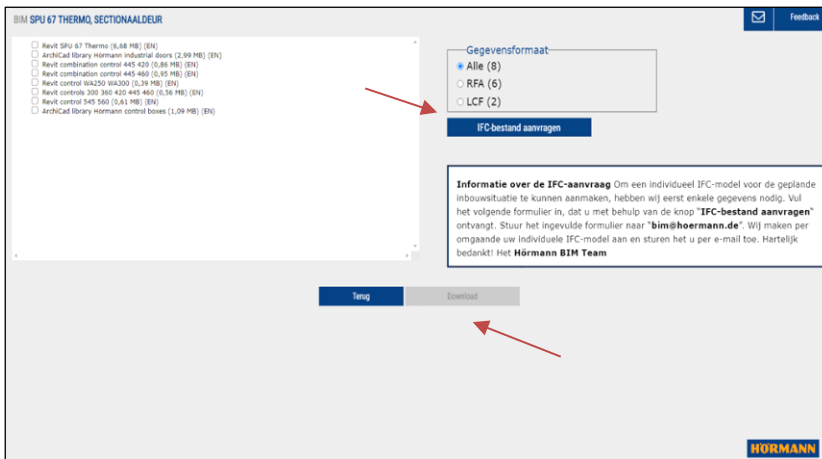 BIM SPU 67 THERMO, SECTIONAALDEUR
Feedback
Revit SPU 67 Thermo (6,68 MB) (EN)
ArchiCad library Hörmann industrial doors (2,99 MB) (EN)
Revit combination control 445 420 (0,86 MB) (EN)
Revit combination control 445 460 (0,95 MB) (EN)
Revit control WA250 WA300 (0,39 MB) (EN)
Revit controls 300 360 420 445 460 (0,56 MB) (EN)
Revit control 545 560 (0,61 MB) (EN)
ArchiCad library Hörmann control boxes (1,09 MB) (EN)
Gegevensformaat
Alle (8)
RFA (6)
LCF (2)
IFC-bestand aanvragen
Informatie over de IFC-aanvraag Om een individueel IFC-model voor de geplande
inbouwsituatie te kunnen aanmaken, hebben wij eerst enkele gegevens nodig. Vul
het volgende formulier in, dat u met behulp van de knop "IFC-bestand aanvragen"
ontvangt. Stuur het ingevulde formulier naar "bim@hoermann.de". Wij maken per
omgaande uw individuele IFC-model aan en sturen het u per e-mail toe. Hartelijk
bedankt! Het Hörmann BIM Team
Terug
Download
HÖRMANN